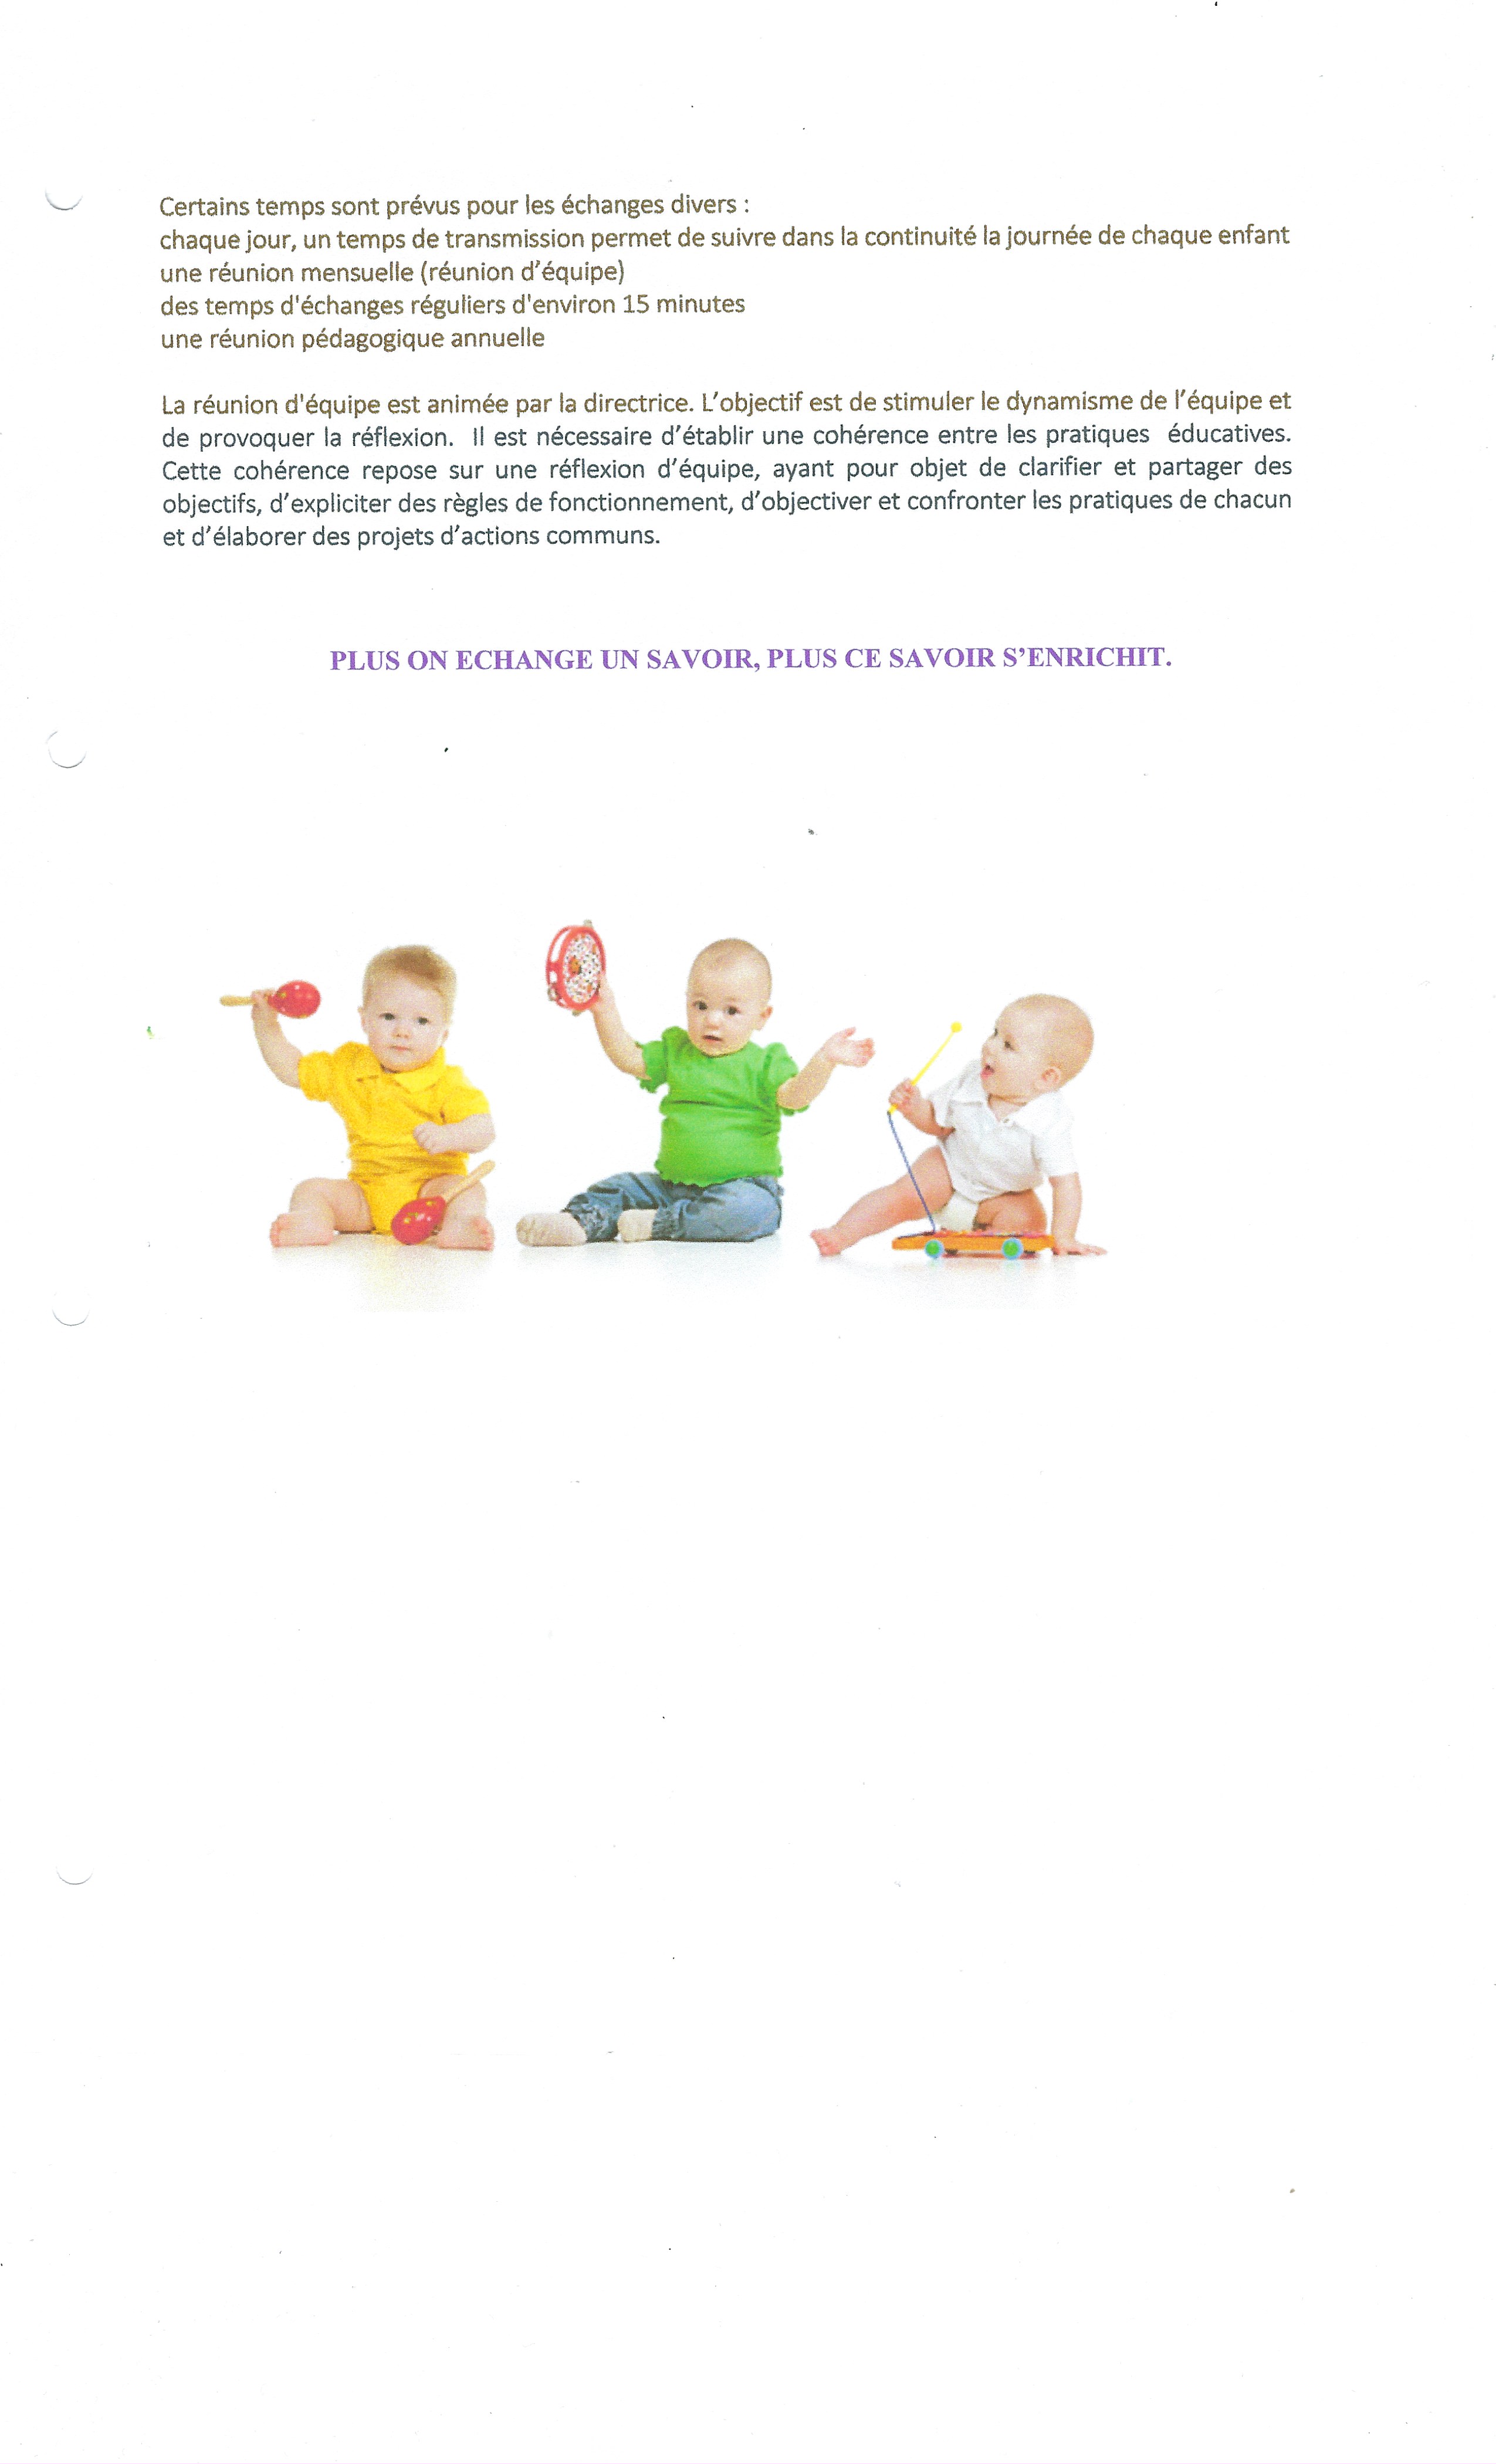 Certains temps sont prévus pour les échanges divers :
chaque jour, un temps de transmission permet de suivre dans la continuité la journée de chaque enfant
une réunion mensuelle (réunion d’équipe)
des temps d'échanges réguliers d'environ 15 minutes
une réunion pédagogique annuelle
La réunion d'équipe est animée par la directrice. L’objectif est de stimuler le dynamisme de l’équipe et
de provoquer la réflexion. Il est nécessaire d’établir une cohérence entre les pratiques éducatives.
Cette cohérence repose sur une réflexion d’équipe, ayant pour objet de clarifier et partager des
objectifs, d’expliciter des règles de fonctionnement, d’objectiver et confronter les pratiques de chacun
et d’élaborer des projets d’actions communs.
PLUS ON ECHANGE UN SAVOIR, PLUS CE SAVOIR S’ENRICHIT.